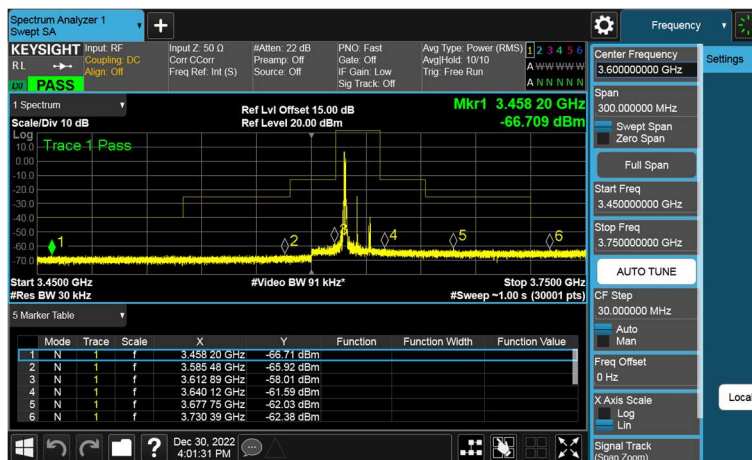 Spectrum Analyzer 1
Swept SA
Frequency
KEYSIGHT
Input: RF
Coupling: DC
Align: Off
Input Z: 50 Ω
Corr CCorr
Freq Ref: Int (S)
#Atten: 22 dB
Preamp: Off
Source: Off
PNO: Fast
Gate: Off
IF Gain: Low
Sig Track: Off
Avg Type: Power (RMS)
Avg|Hold: 10/10
Trig: Free Run
1 2 3 4 5 6
A W W W W W
A N N N N N
R L
LXI
PASS
1 Spectrum
Scale/Div 10 dB
Ref Lvl Offset 15.00 dB
Ref Level 20.00 dBm
Mkr1 3.458 20 GHz
-66.709 dBm
Log
Trace 1 Pass
10.0
0.00
-10.0
-20.0
-30.0
-40.0
-50.0
-60.0
-70.0
1
2
3
4
5
6
Start 3.4500 GHz
#Res BW 30 kHz
#Video BW 91 kHz*
Stop 3.7500 GHz
#Sweep ~1.00 s (30001 pts)
5 Marker Table
Mode Trace Scale X Y Function Function Width Function Value
1 N 1 f 3.458 20 GHz -66.71 dBm
2 N 1 f 3.585 48 GHz -65.92 dBm
3 N 1 f 3.612 89 GHz -58.01 dBm
4 N 1 f 3.640 12 GHz -61.59 dBm
5 N 1 f 3.677 75 GHz -62.03 dBm
6 N 1 f 3.730 39 GHz -62.38 dBm
Dec 30, 2022
4:01:31 PM
Center Frequency
3.600000000 GHz
Settings
Span
300.000000 MHz
Swept Span
Zero Span
Full Span
Start Freq
3.450000000 GHz
Stop Freq
3.750000000 GHz
AUTO TUNE
CF Step
30.000000 MHz
Auto
Man
Freq Offset
0 Hz
X Axis Scale
Log
Lin
Local
Signal Track
(Span Zoom)